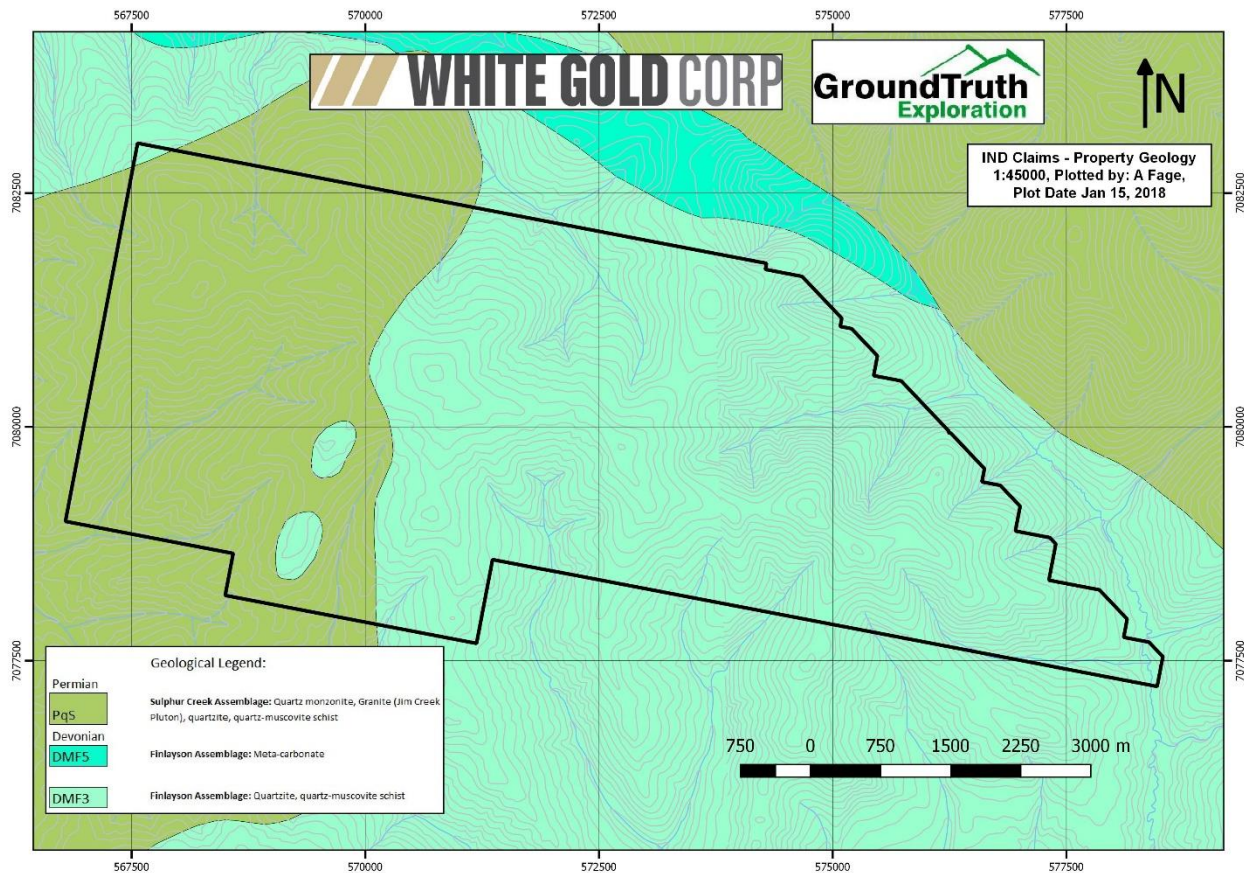 567500 570000 572500 575000 577500
WHITE GOLD CORP
GroundTruth
Exploration
N
IND Claims - Property Geology
1:45000, Plotted by: A Fage,
Plot Date Jan 15, 2018
7082500 7082500
7080000 7080000
7077500 7077500
Geological Legend:
Permian
PqS
Sulphur Creek Assemblage: Quartz monzonite, Granite (Jim Creek
Pluton), quartzite, quartz-muscovite schist
Devonian
DMF5
Finlayson Assemblage: Meta-carbonate
DMF3
Finlayson Assemblage: Quartzite, quartz-muscovite schist
750 0 750 1500 2250 3000 m
567500 570000 572500 575000 577500